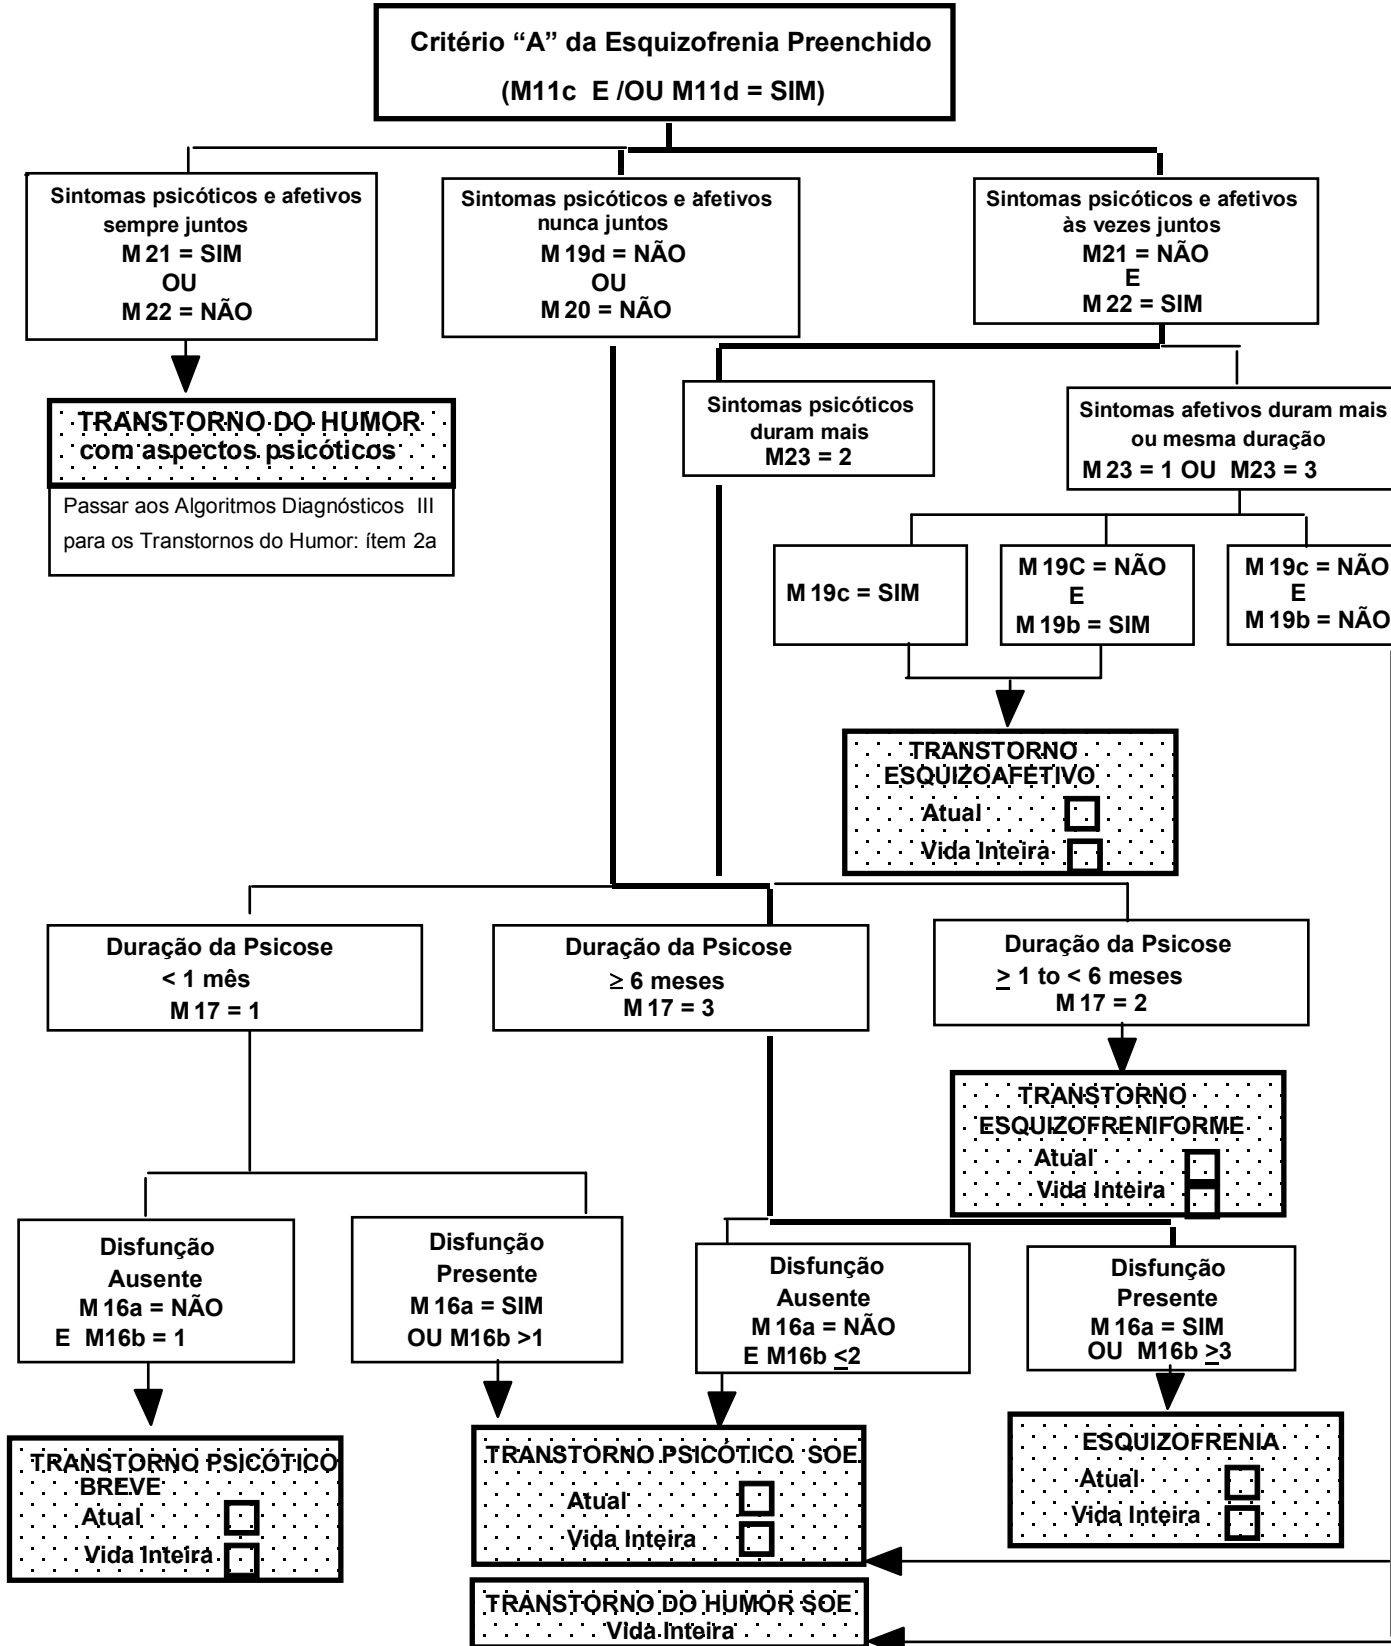 Critério “A” da Esquizofrenia Preenchido
(M11c E /OU M11d = SIM)
Sintomas psicóticos e afetivos
sempre juntos
M 21 = SIM
OU
M 22 = NÃO
Sintomas psicóticos e afetivos
nunca juntos
M 19d = NÃO
OU
M 20 = NÃO
Sintomas psicóticos e afetivos
às vezes juntos
M21 = NÃO
E
M 22 = SIM
TRANSTORNO DO HUMOR
com aspectos psicóticos
Passar aos Algoritmos Diagnósticos III
para os Transtornos do Humor: ítem 2a
Sintomas psicóticos
duram mais
M23 = 2
Sintomas afetivos duram mais
ou mesma duração
M 23 = 1 OU M23 = 3
M 19c = SIM
M 19C = NÃO
E
M 19b = SIM
M 19c = NÃO
E
M 19b = NÃO
TRANSTORNO
ESQUIZOAFETIVO
Atual
Vida Inteira
Duração da Psicose
< 1 mês
M 17 = 1
Duração da Psicose
≥ 6 meses
M 17 = 3
Duração da Psicose
≥ 1 to < 6 meses
M 17 = 2
TRANSTORNO
ESQUIZOFRENIFORME
Atual
Vida Inteira
Disfunção
Ausente
M 16a = NÃO
E M16b = 1
Disfunção
Presente
M 16a = SIM
OU M16b >1
Disfunção
Ausente
M 16a = NÃO
E M16b ≤2
Disfunção
Presente
M 16a = SIM
OU M16b ≥3
TRANSTORNO PSICÓTICO
BREVE
Atual
Vida Inteira
TRANSTORNO PSICÓTICO SOE
Atual
Vida Inteira
ESQUIZOFRENIA
Atual
Vida Inteira
TRANSTORNO DO HUMOR SOE
Vida Inteira